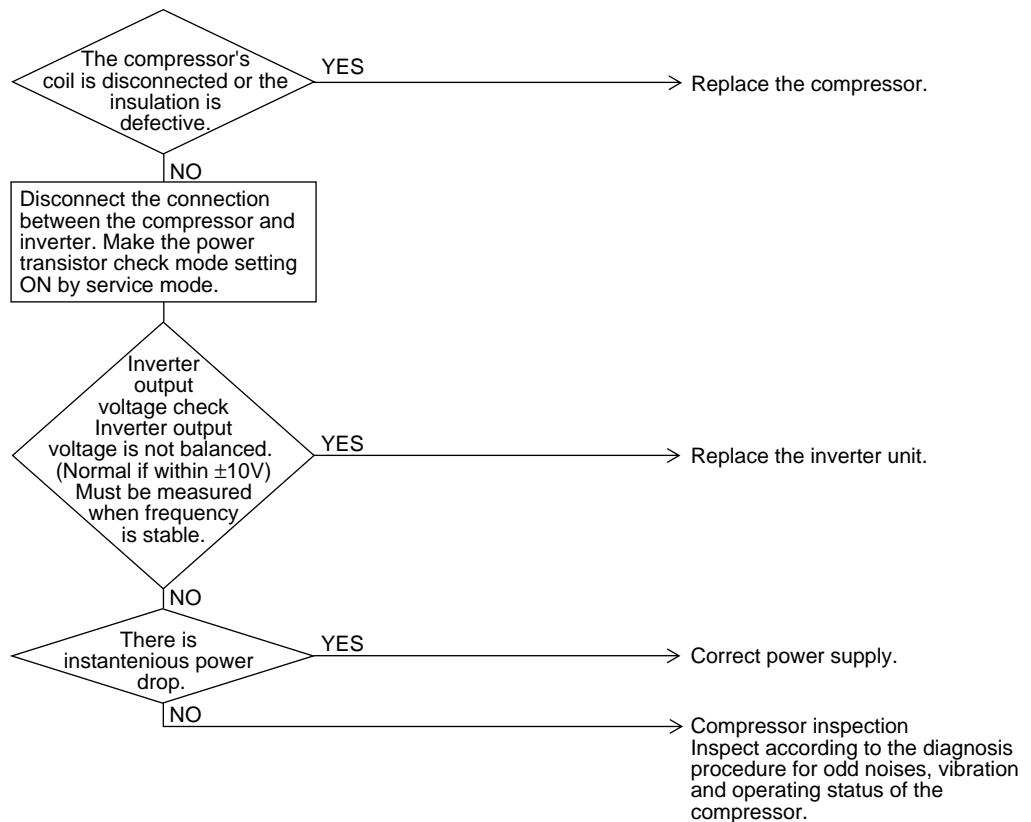 The compressor's
coil is disconnected or the
insulation is
defective.
YES
Replace the compressor.
NO
Disconnect the connection
between the compressor and
inverter. Make the power
transistor check mode setting
ON by service mode.
Inverter
output
voltage check
Inverter output
voltage is not balanced.
(Normal if within ±10V)
Must be measured
when frequency
is stable.
YES
Replace the inverter unit.
NO
There is
instantenious power
drop.
YES
Correct power supply.
NO
Compressor inspection
Inspect according to the diagnosis
procedure for odd noises, vibration
and operating status of the
compressor.